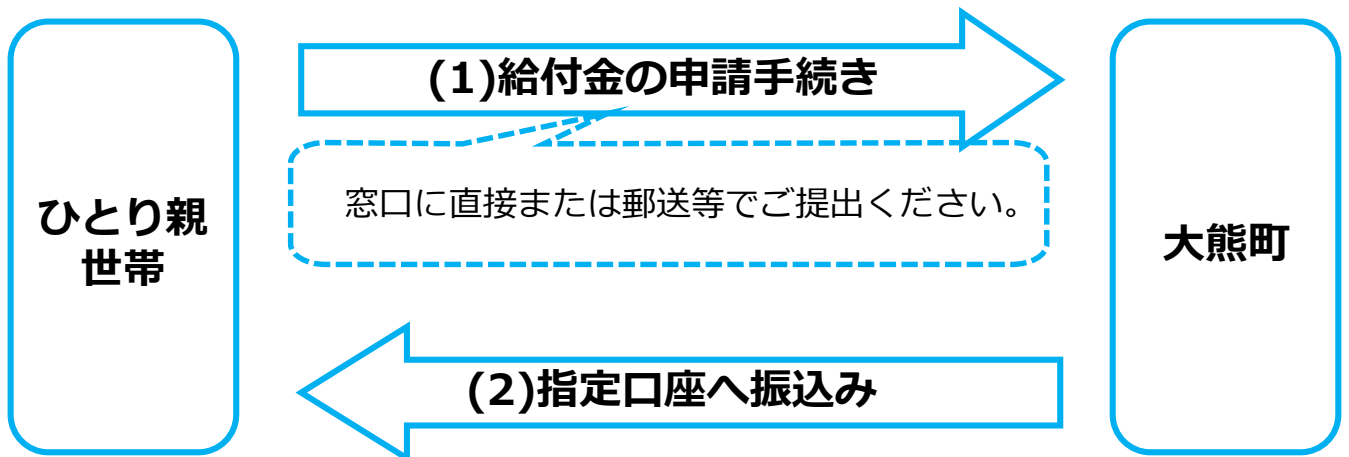 (1)給付金の申請手続き
窓口に直接または郵送等でご提出ください。
ひとり親
世帯
大熊町
(2)指定口座へ振込み